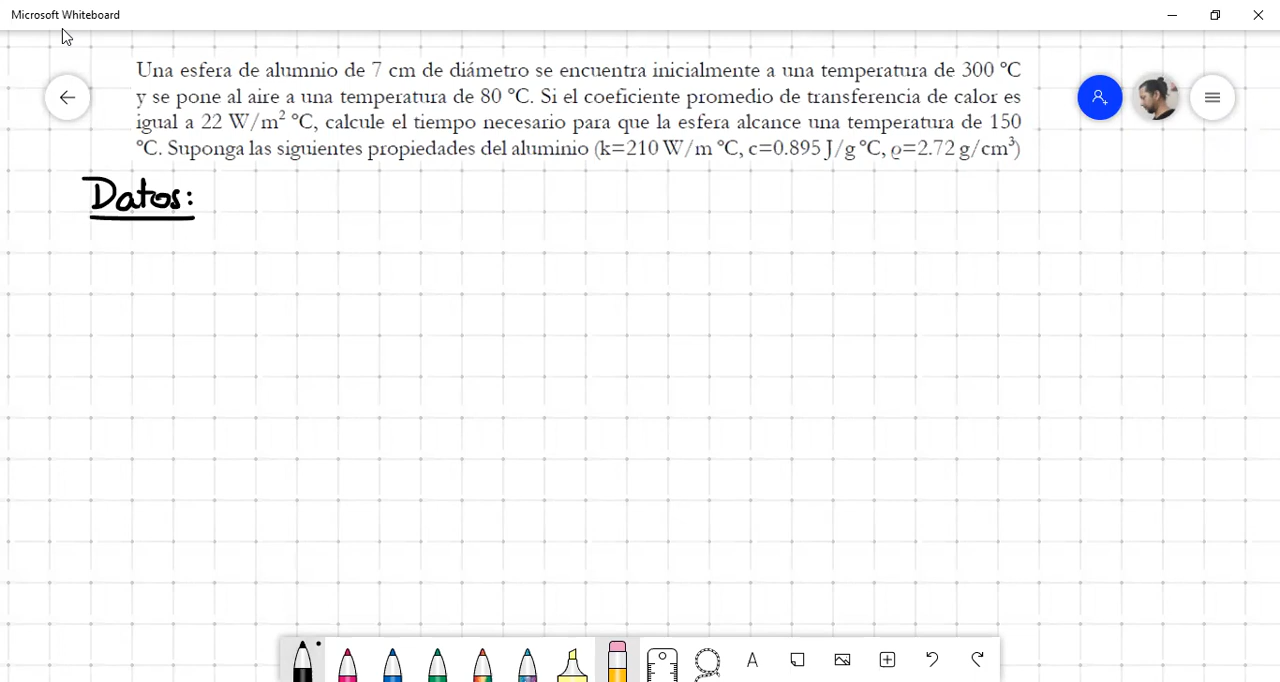 Microsoft Whiteboard
Una esfera de alumnio de 7 cm de diámetro se encuentra inicialmente a una temperatura de 300 °C
y se pone al aire a una temperatura de 80 °C. Si el coeficiente promedio de transferencia de calor es
igual a 22 W/m² °C, calcule el tiempo necesario para que la esfera alcance una temperatura de 150
°C. Suponga las siguientes propiedades del aluminio (k=210 W/m °C, c=0.895 J/g °C, ϱ=2.72 g/cm³)
Datos:
A